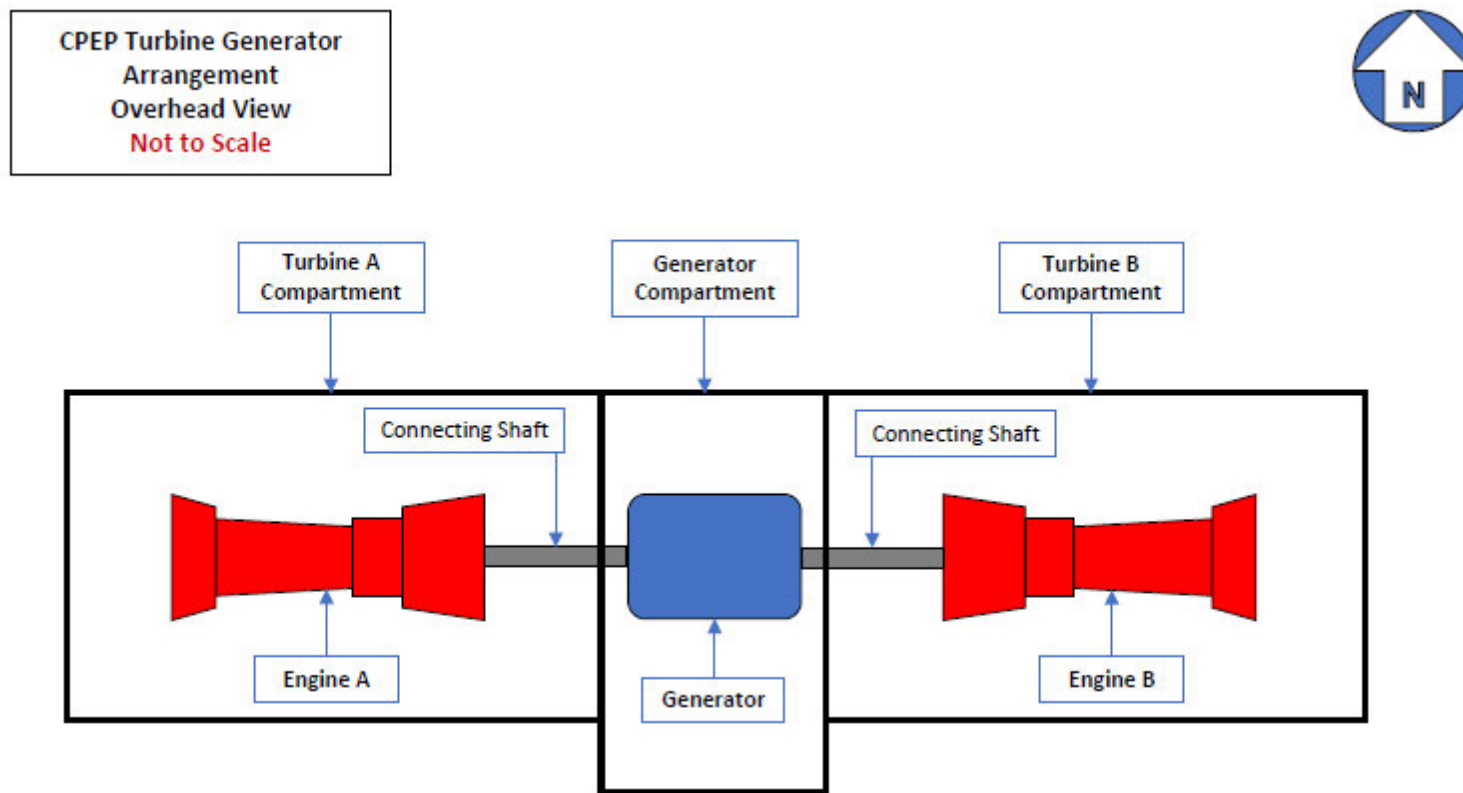 CPEP Turbine Generator
Arrangement
Overhead View
Not to Scale
N
Turbine A
Compartment
Generator
Compartment
Turbine B
Compartment
Connecting Shaft
Connecting Shaft
Engine A
Generator
Engine B